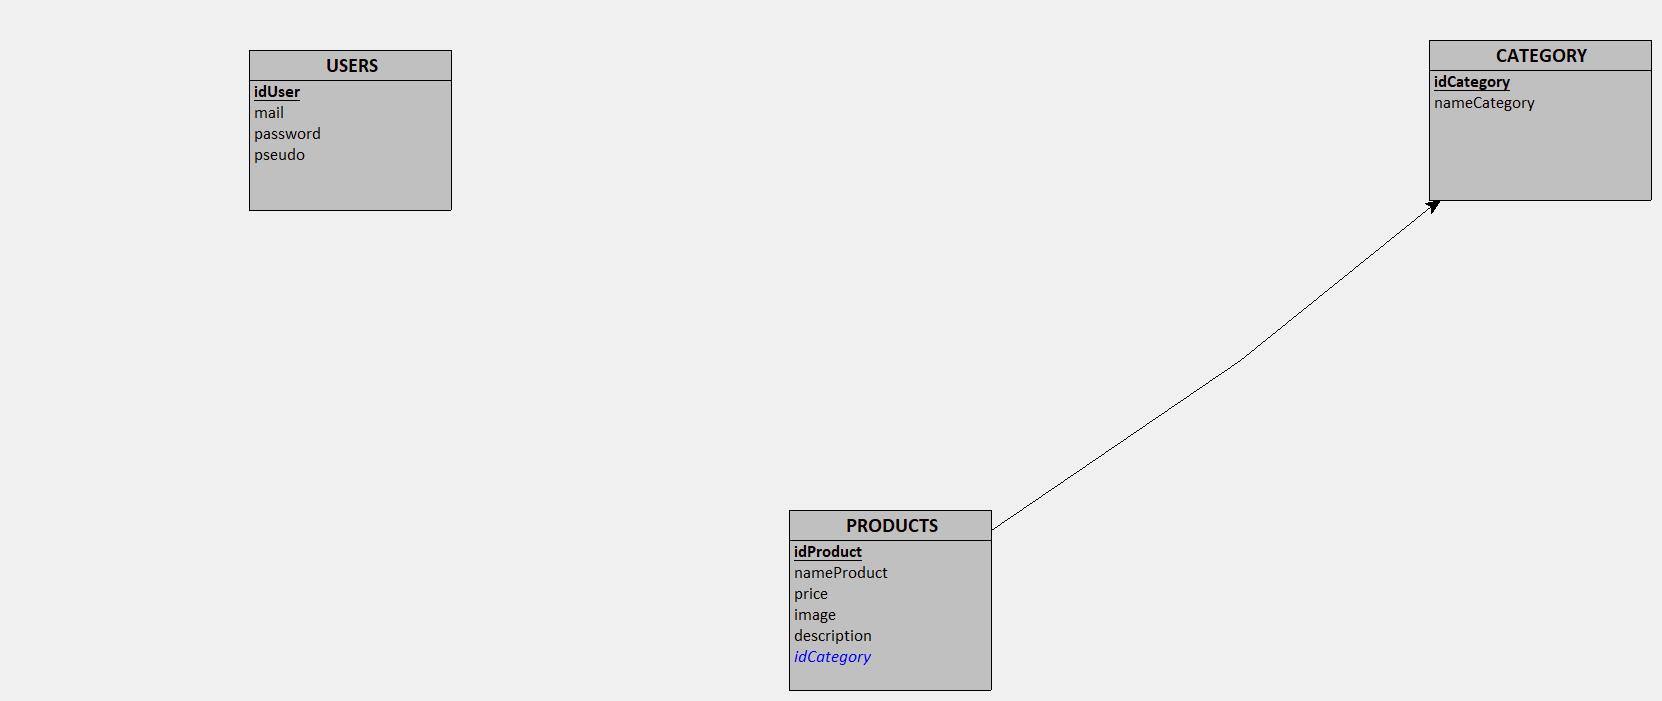 USERS
idUser
mail
password
pseudo
CATEGORY
idCategory
nameCategory
PRODUCTS
idProduct
nameProduct
price
image
description
idCategory